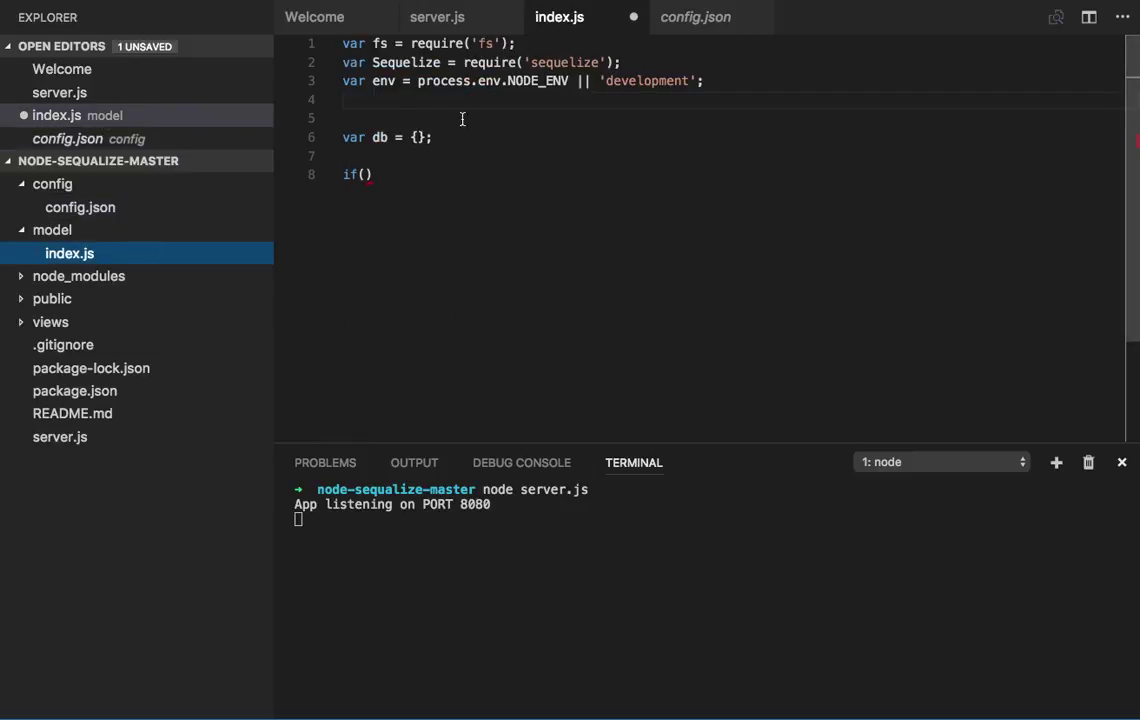 EXPLORER
OPEN EDITORS 1 UNSAVED
Welcome
server.js
index.js model
config.json config
NODE-SEQUALIZE-MASTER
config
config.json
model
index.js
node_modules
public
views
.gitignore
package-lock.json
package.json
README.md
server.js
Welcome server.js index.js config.json
1 var fs = require('fs');
2 var Sequelize = require('sequelize');
3 var env = process.env.NODE_ENV || 'development';
4
5
6 var db = {};
7
8 if()
PROBLEMS OUTPUT DEBUG CONSOLE TERMINAL 1: node
→ node-sequalize-master node server.js
App listening on PORT 8080